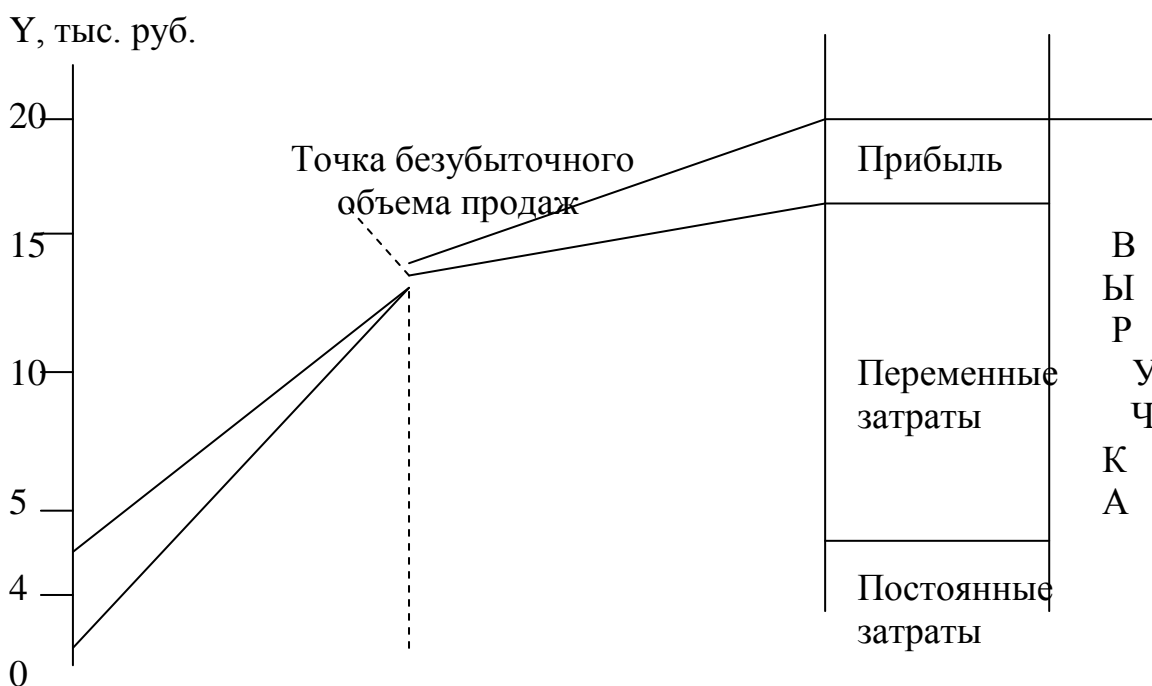 Y, тыс. руб.
20
Точка безубыточного
объема продаж
Прибыль
15
В
Ы
Р
У
Ч
К
А
10
Переменные
затраты
5
4
Постоянные
затраты
0